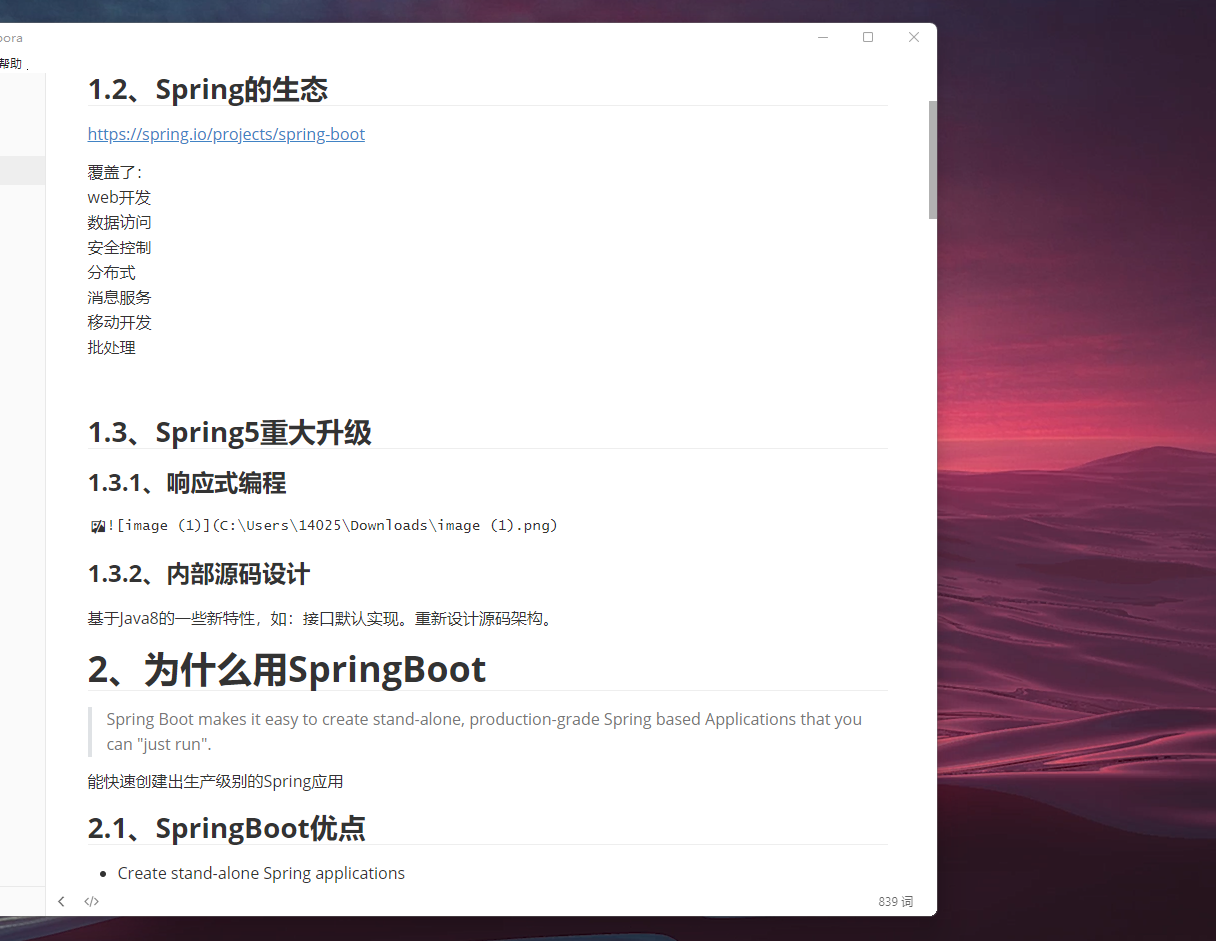 ora
帮助
1.2、Spring的生态
https://spring.io/projects/spring-boot
覆盖了：
web开发
数据访问
安全控制
分布式
消息服务
移动开发
批处理
1.3、Spring5重大升级
1.3.1、响应式编程
![image (1)](C:\Users\14025\Downloads\image (1).png)
1.3.2、内部源码设计
基于Java8的一些新特性，如：接口默认实现。重新设计源码架构。
2、为什么用SpringBoot
Spring Boot makes it easy to create stand-alone, production-grade Spring based Applications that you
can "just run".
能快速创建出生产级别的Spring应用
2.1、SpringBoot优点
• Create stand-alone Spring applications
839 词